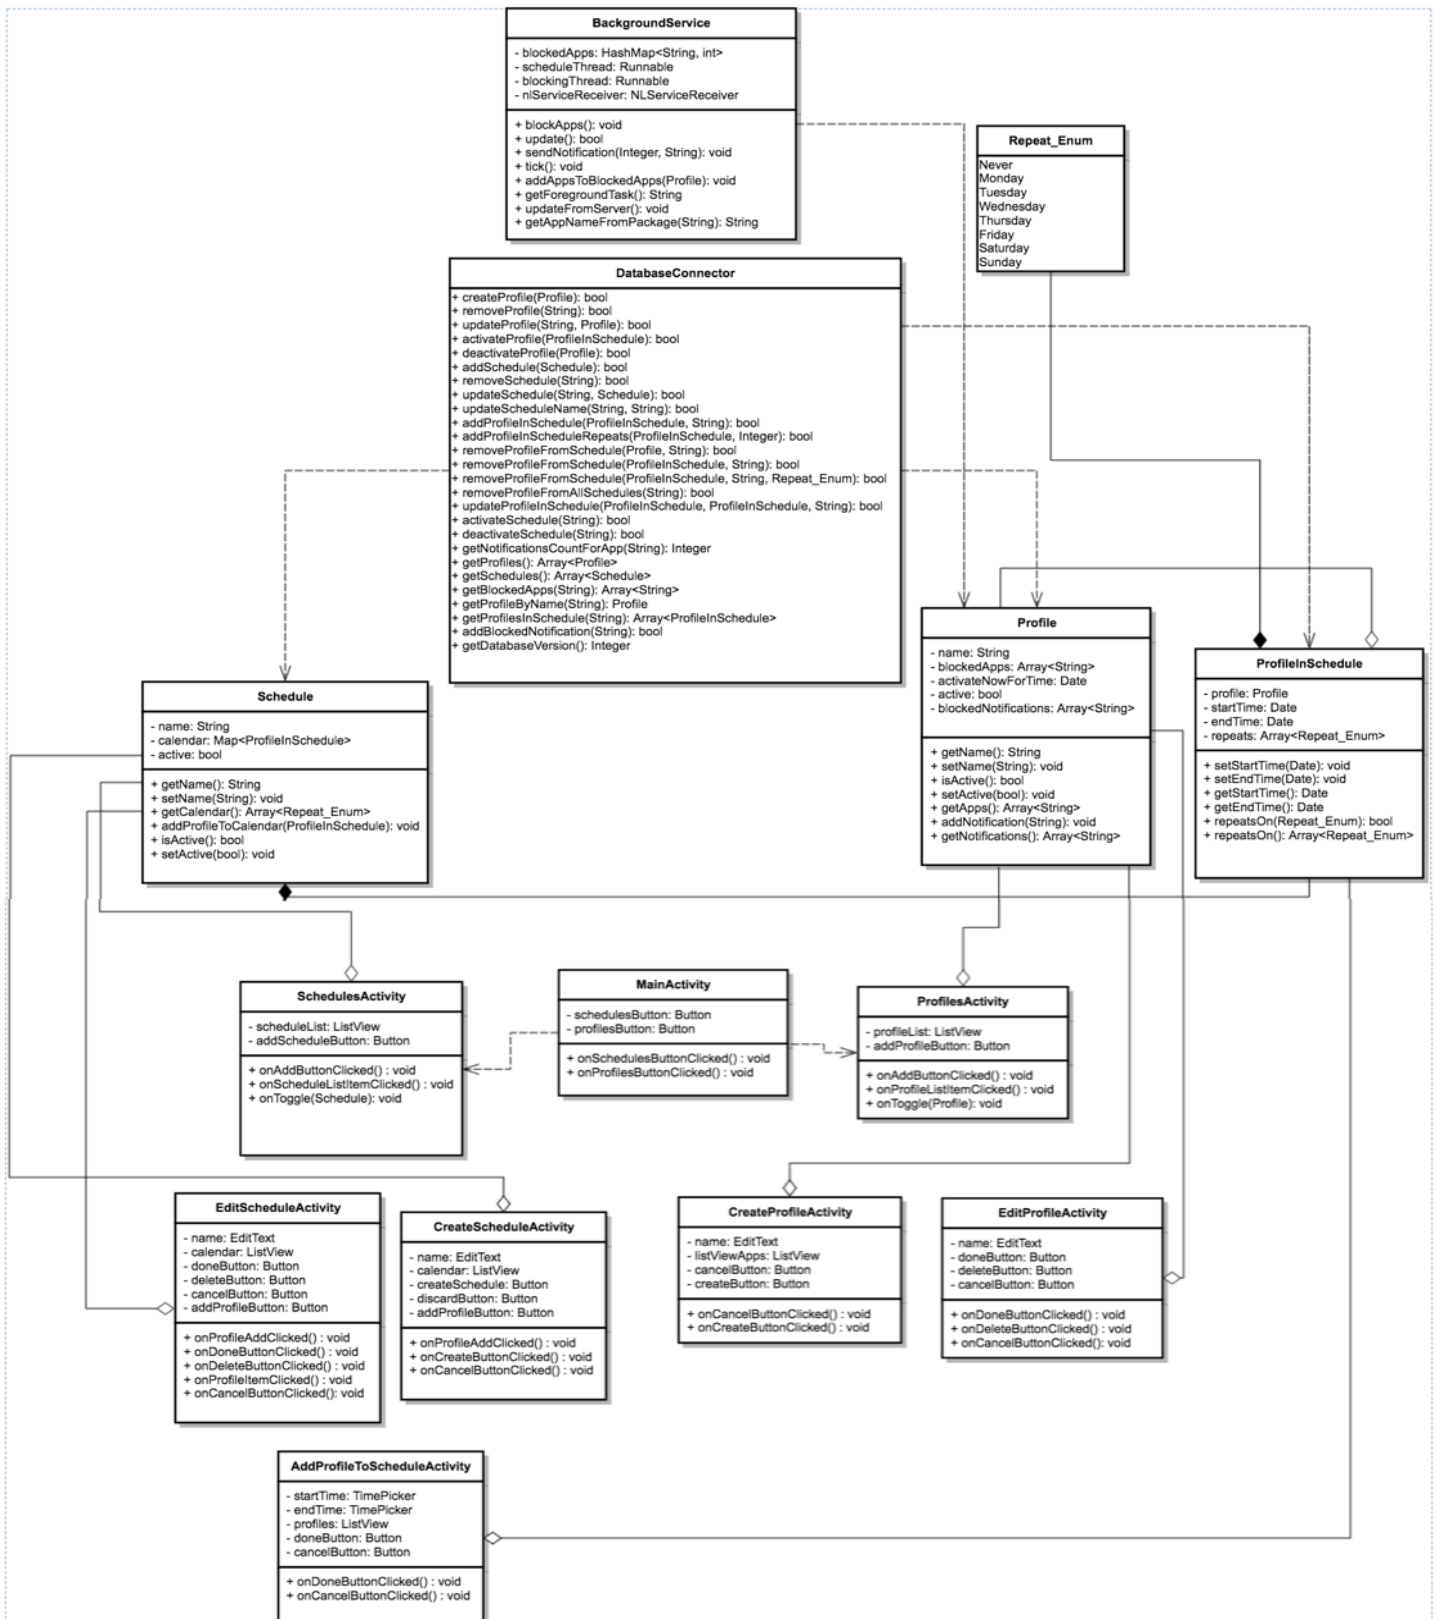 BackgroundService
- blockedApps: HashMap<String, int>
- scheduleThread: Runnable
- blockingThread: Runnable
- nlServiceReceiver: NLServiceReceiver
+ blockApps(): void
+ update(): bool
+ sendNotification(Integer, String): void
+ tick(): void
+ addAppsToBlockedApps(Profile): void
+ getForegroundTask(): String
+ updateFromServer(): void
+ getAppNameFromPackage(String): String
Repeat_Enum
Never
Monday
Tuesday
Wednesday
Thursday
Friday
Saturday
Sunday
DatabaseConnector
+ createProfile(Profile): bool
+ removeProfile(String): bool
+ updateProfile(String, Profile): bool
+ activateProfile(ProfileInSchedule): bool
+ deactivateProfile(Profile): bool
+ addSchedule(Schedule): bool
+ removeSchedule(String): bool
+ updateSchedule(String, Schedule): bool
+ updateScheduleName(String, String): bool
+ addProfileInSchedule(ProfileInSchedule, String): bool
+ addProfileInScheduleRepeats(ProfileInSchedule, Integer): bool
+ removeProfileFromSchedule(Profile, String): bool
+ removeProfileFromSchedule(ProfileInSchedule, String): bool
+ removeProfileFromSchedule(ProfileInSchedule, String, Repeat_Enum): bool
+ removeProfileFromAllSchedules(String): bool
+ updateProfileInSchedule(ProfileInSchedule, ProfileInSchedule, String): bool
+ activateSchedule(String): bool
+ deactivateSchedule(String): bool
+ getNotificationsCountForApp(String): Integer
+ getProfiles(): Array<Profile>
+ getSchedules(): Array<Schedule>
+ getBlockedApps(String): Array<String>
+ getProfileByName(String): Profile
+ getProfilesInSchedule(String): Array<ProfileInSchedule>
+ addBlockedNotification(String): bool
+ getDatabaseVersion(): Integer
Profile
- name: String
- blockedApps: Array<String>
- activateNowForTime: Date
- active: bool
- blockedNotifications: Array<String>
+ getName(): String
+ setName(String): void
+ isActive(): bool
+ setActive(bool): void
+ getApps(): Array<String>
+ addNotification(String): void
+ getNotifications(): Array<String>
ProfileInSchedule
- profile: Profile
- startTime: Date
- endTime: Date
- repeats: Array<Repeat_Enum>
+ setStartTime(Date): void
+ setEndTime(Date): void
+ getStartTime(): Date
+ getEndTime(): Date
+ repeatsOn(Repeat_Enum): bool
+ repeatsOn(): Array<Repeat_Enum>
Schedule
- name: String
- calendar: Map<ProfileInSchedule>
- active: bool
+ getName(): String
+ setName(String): void
+ getCalendar(): Array<Repeat_Enum>
+ addProfileToCalendar(ProfileInSchedule): void
+ isActive(): bool
+ setActive(bool): void
SchedulesActivity
- scheduleList: ListView
- addScheduleButton: Button
+ onAddButtonClicked() : void
+ onScheduleListItemClicked() : void
+ onToggle(Schedule): void
MainActivity
- schedulesButton: Button
- profilesButton: Button
+ onSchedulesButtonClicked() : void
+ onProfilesButtonClicked() : void
ProfilesActivity
- profileList: ListView
- addProfileButton: Button
+ onAddButtonClicked() : void
+ onProfileListItemClicked() : void
+ onToggle(Profile): void
EditScheduleActivity
- name: EditText
- calendar: ListView
- doneButton: Button
- deleteButton: Button
- cancelButton: Button
- addProfileButton: Button
+ onProfileAddClicked() : void
+ onDoneButtonClicked() : void
+ onDeleteButtonClicked() : void
+ onProfileItemClicked() : void
+ onCancelButtonClicked(): void
CreateScheduleActivity
- name: EditText
- calendar: ListView
- createSchedule: Button
- discardButton: Button
- addProfileButton: Button
+ onProfileAddClicked() : void
+ onCreateButtonClicked() : void
+ onCancelButtonClicked() : void
CreateProfileActivity
- name: EditText
- listViewApps: ListView
- cancelButton: Button
- createButton: Button
+ onCancelButtonClicked() : void
+ onCreateButtonClicked() : void
EditProfileActivity
- name: EditText
- doneButton: Button
- deleteButton: Button
- cancelButton: Button
+ onDoneButtonClicked() : void
+ onDeleteButtonClicked() : void
+ onCancelButtonClicked(): void
AddProfileToScheduleActivity
- startTime: TimePicker
- endTime: TimePicker
- profiles: ListView
- doneButton: Button
- cancelButton: Button
+ onDoneButtonClicked() : void
+ onCancelButtonClicked() : void